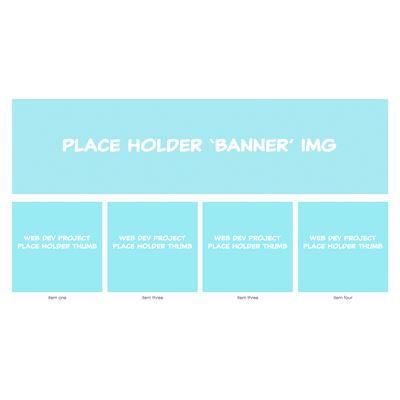 PLACE HOLDER ‘BANNER’ IMG
WEB DEV PROJECT
PLACE HOLDER THUMB
WEB DEV PROJECT
PLACE HOLDER THUMB
WEB DEV PROJECT
PLACE HOLDER THUMB
WEB DEV PROJECT
PLACE HOLDER THUMB
item one
item three
item three
item four